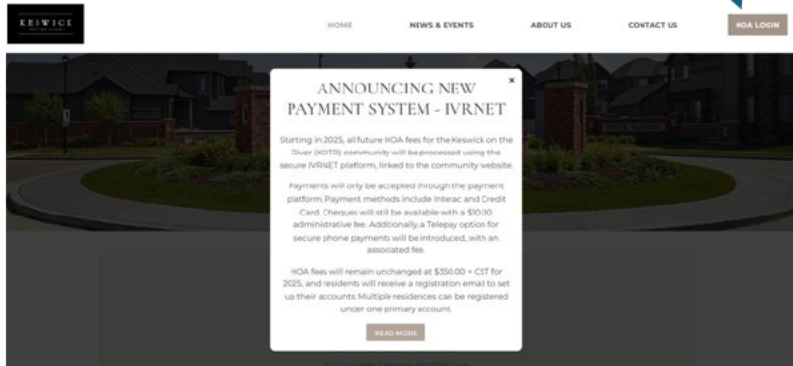 KESWICK
HOME
NEWS & EVENTS
ABOUT US
CONTACT US
HOA LOGIN
×
ANNOUNCING NEW
PAYMENT SYSTEM - IVRNET
Starting in 2025, all future HOA fees for the Keswick on the
River (KOTR) community will be processed using the
secure IVRNET platform, linked to the community website.
Payments will only be accepted through the payment
platform. Payment methods include Interac and Credit
Card. Cheques will still be available with a $10.00
administrative fee. Additionally, a Telepay option for
secure phone payments will be introduced, with an
associated fee.
HOA fees will remain unchanged at $350.00 + GST for
2025, and residents will receive a registration email to set
up their accounts. Multiple residences can be registered
under one primary account.
READ MORE